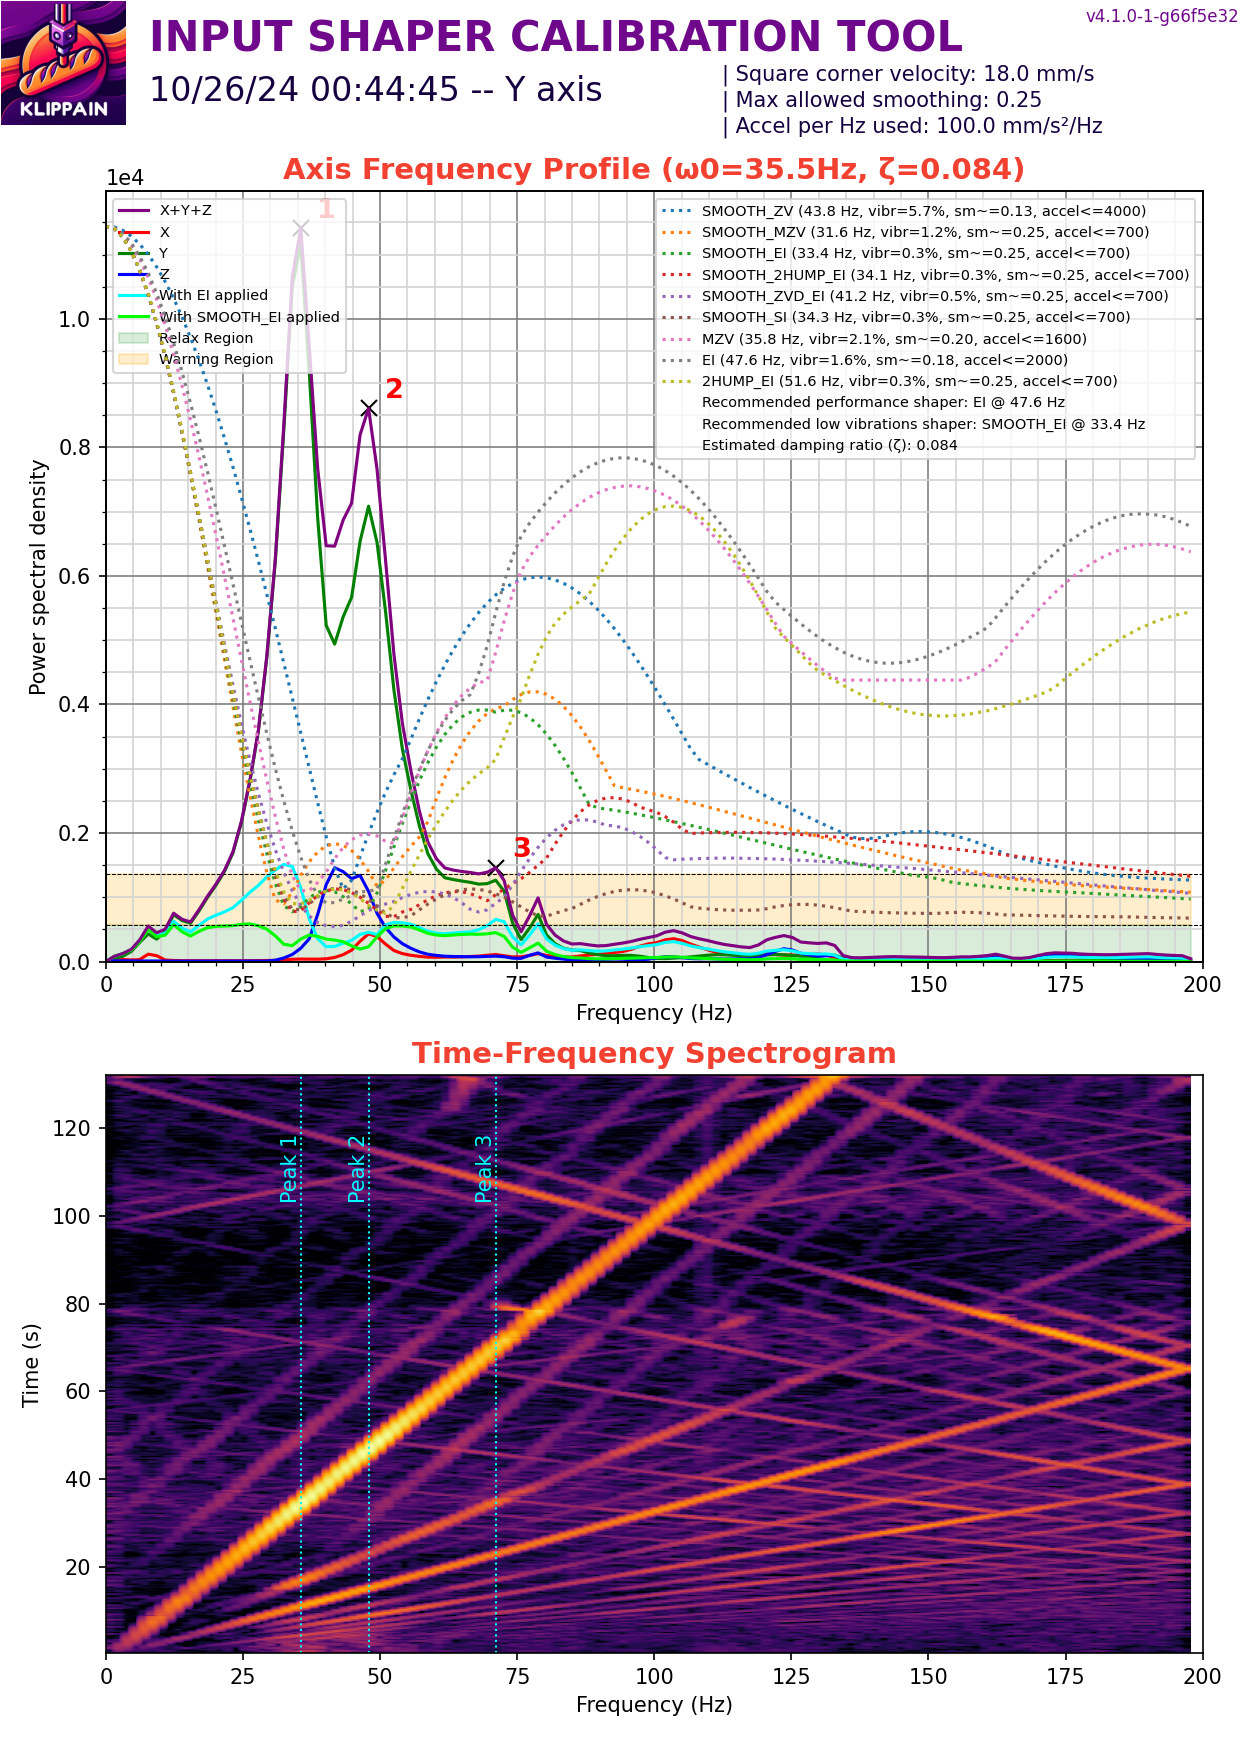 v4.1.0-1-g66f5e32
INPUT SHAPER CALIBRATION TOOL
10/26/24 00:44:45 -- Y axis
| Square corner velocity: 18.0 mm/s
| Max allowed smoothing: 0.25
| Accel per Hz used: 100.0 mm/s²/Hz
KLIPPAIN
Axis Frequency Profile (ω0=35.5Hz, ζ=0.084)
1e4
X+Y+Z
X
Y
Z
With EI applied
With SMOOTH_EI applied
Relax Region
Warning Region
SMOOTH_ZV (43.8 Hz, vibr=5.7%, sm~=0.13, accel<=4000)
SMOOTH_MZV (31.6 Hz, vibr=1.2%, sm~=0.25, accel<=700)
SMOOTH_EI (33.4 Hz, vibr=0.3%, sm~=0.25, accel<=700)
SMOOTH_2HUMP_EI (34.1 Hz, vibr=0.3%, sm~=0.25, accel<=700)
SMOOTH_ZVD_EI (41.2 Hz, vibr=0.5%, sm~=0.25, accel<=700)
SMOOTH_SI (34.3 Hz, vibr=0.3%, sm~=0.25, accel<=700)
MZV (35.8 Hz, vibr=2.1%, sm~=0.20, accel<=1600)
EI (47.6 Hz, vibr=1.6%, sm~=0.18, accel<=2000)
2HUMP_EI (51.6 Hz, vibr=0.3%, sm~=0.25, accel<=700)
Recommended performance shaper: EI @ 47.6 Hz
Recommended low vibrations shaper: SMOOTH_EI @ 33.4 Hz
Estimated damping ratio (ζ): 0.084
1
2
3
Power spectral density
1.0
0.8
0.6
0.4
0.2
0.0
0 25 50 75 100 125 150 175 200
Frequency (Hz)
Time-Frequency Spectrogram
Peak 1
Peak 2
Peak 3
Time (s)
120
100
80
60
40
20
0 25 50 75 100 125 150 175 200
Frequency (Hz)